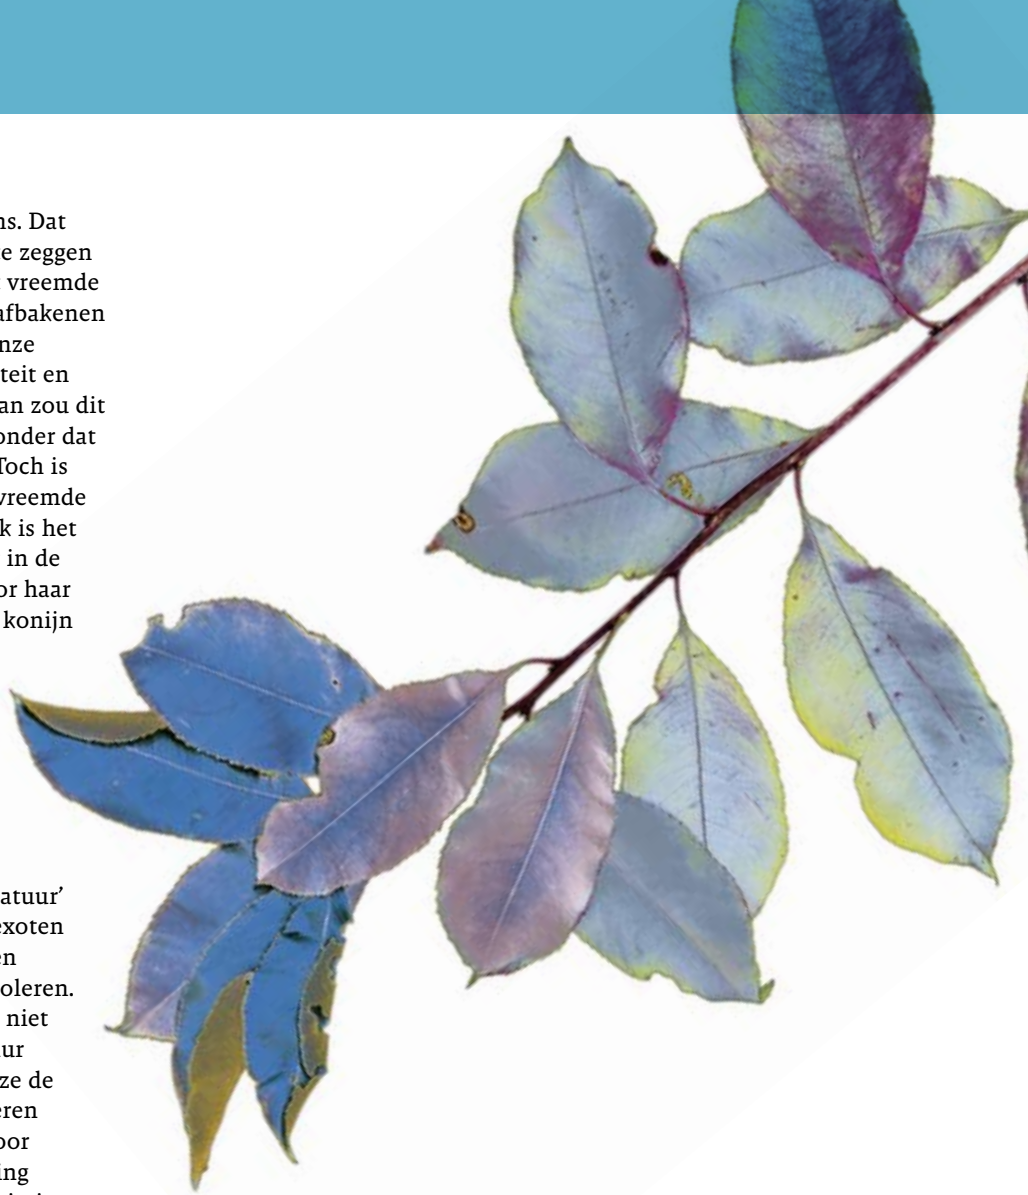 ns. Dat
e zeggen
vreemde
afbakenen
nze
teit en
an zou dit
onder dat
Toch is
vreemde
k is het
in de
or haar
konijn
atuur’
exoten
en
oleren.
niet
ur
ze de
eren
oor
ing